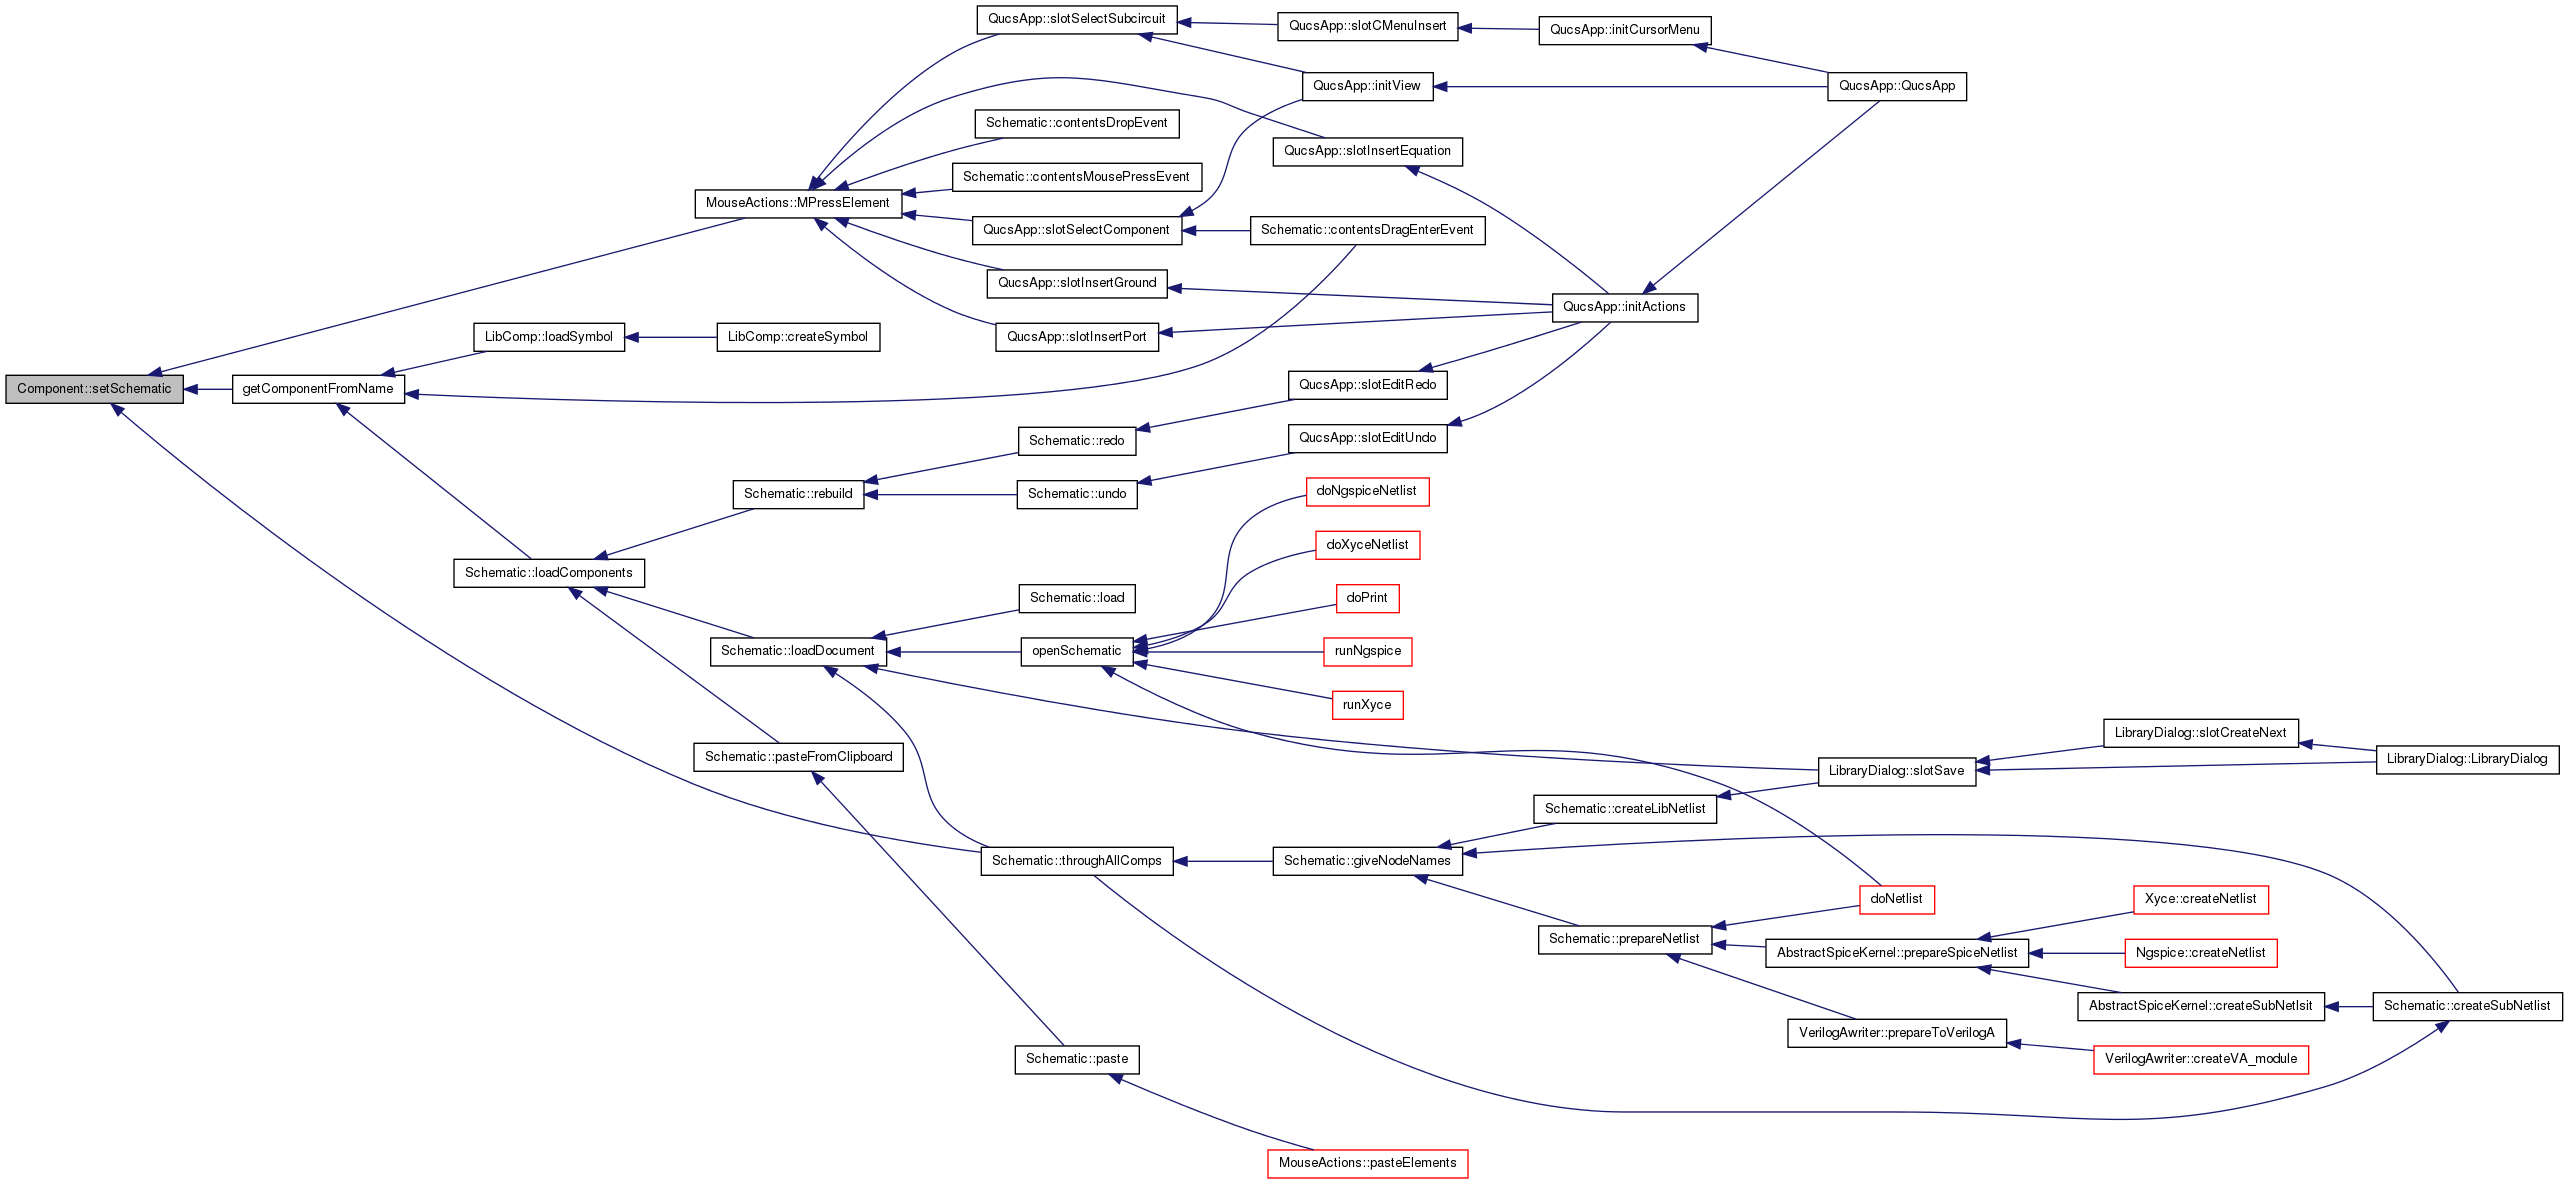 QucsApp::slotSelectSubcircuit
QucsApp::slotCMenuInsert
QucsApp::initCursorMenu
QucsApp::initView
QucsApp::QucsApp
Schematic::contentsDropEvent
QucsApp::slotInsertEquation
Schematic::contentsMousePressEvent
MouseActions::MPressElement
QucsApp::slotSelectComponent
Schematic::contentsDragEnterEvent
QucsApp::slotInsertGround
QucsApp::initActions
LibComp::loadSymbol
LibComp::createSymbol
QucsApp::slotInsertPort
Component::setSchematic
getComponentFromName
QucsApp::slotEditRedo
Schematic::redo
QucsApp::slotEditUndo
Schematic::rebuild
Schematic::undo
doNgspiceNetlist
doXyceNetlist
Schematic::loadComponents
Schematic::load
doPrint
Schematic::loadDocument
openSchematic
runNgspice
runXyce
LibraryDialog::slotCreateNext
Schematic::pasteFromClipboard
LibraryDialog::slotSave
LibraryDialog::LibraryDialog
Schematic::createLibNetlist
Schematic::throughAllComps
Schematic::giveNodeNames
doNetlist
Xyce::createNetlist
Schematic::prepareNetlist
AbstractSpiceKernel::prepareSpiceNetlist
Ngspice::createNetlist
AbstractSpiceKernel::createSubNetlsit
Schematic::createSubNetlist
VerilogAwriter::prepareToVerilogA
Schematic::paste
VerilogAwriter::createVA_module
MouseActions::pasteElements